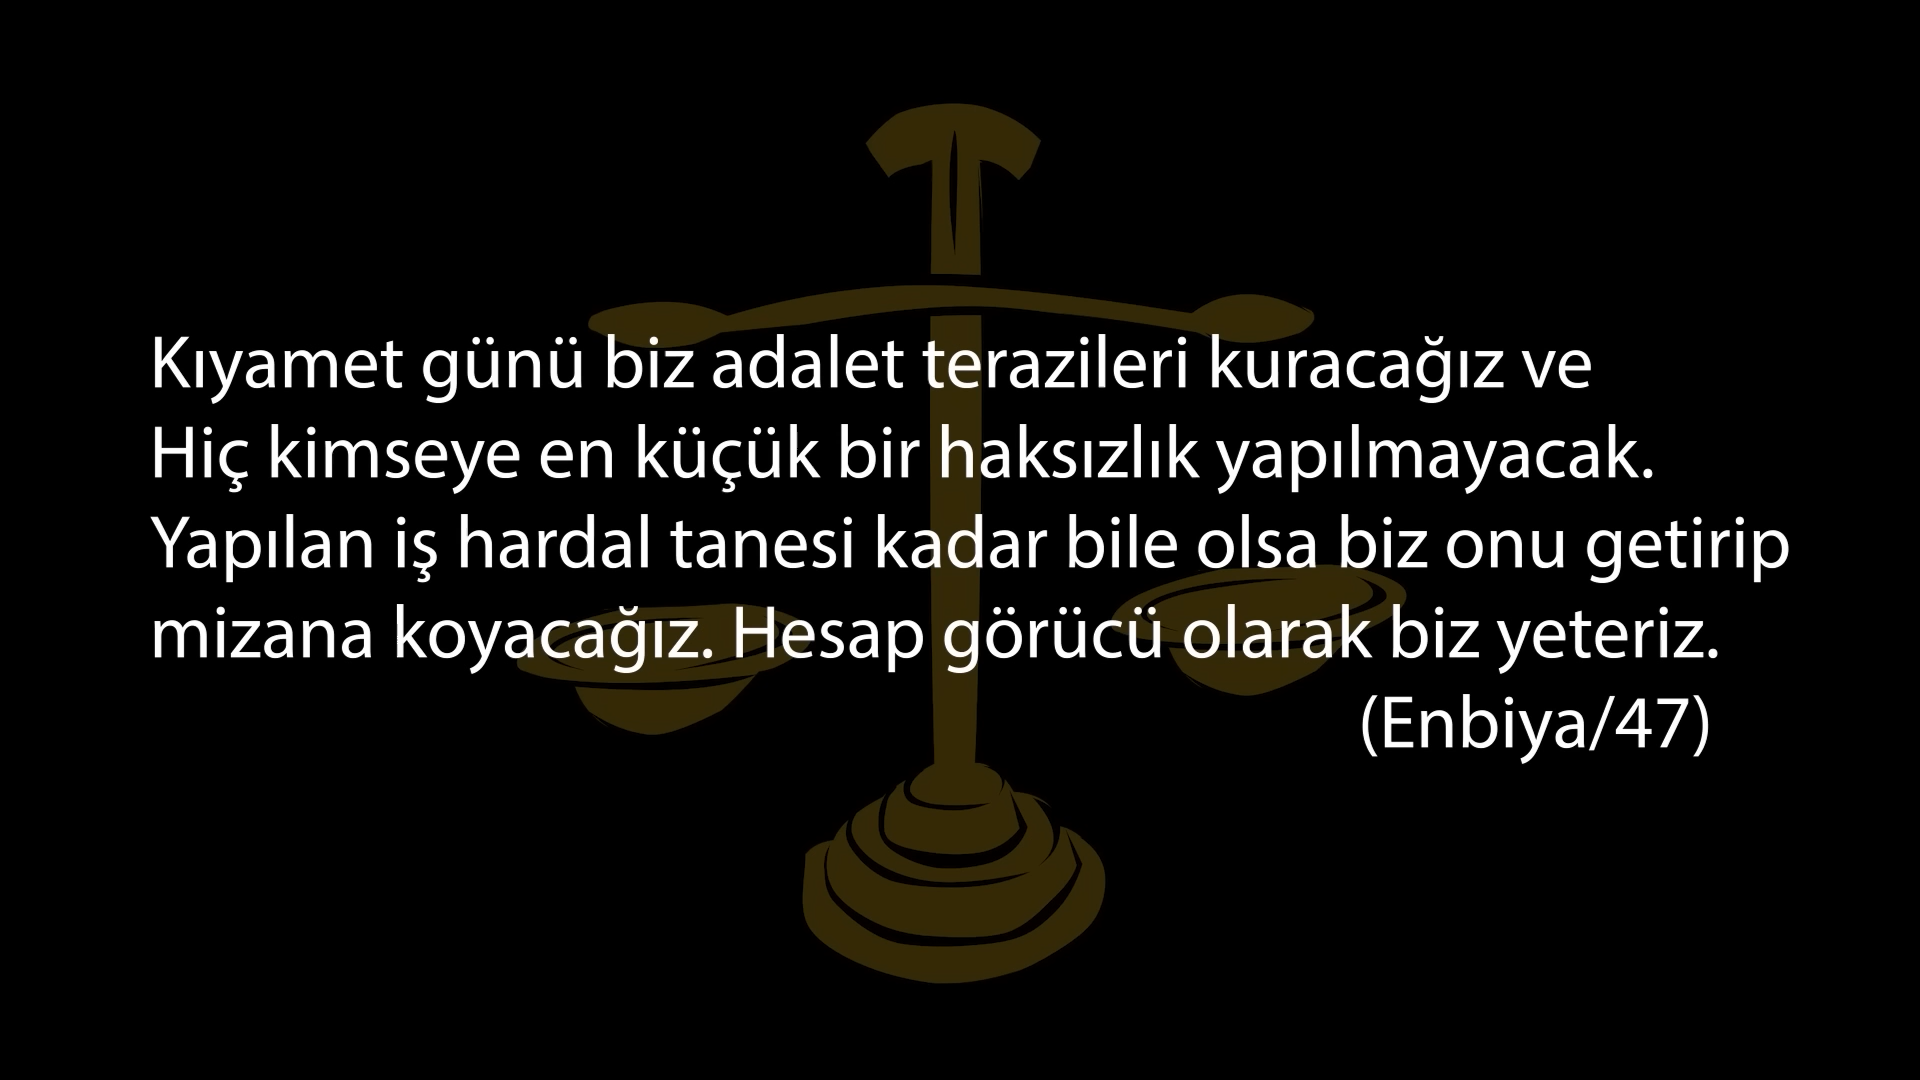 Kıyamet günü biz adalet terazileri kuracağız ve
Hiç kimseye en küçük bir haksızlık yapılmayacak.
Yapılan iş hardal tanesi kadar bile olsa biz onu getirip
mizana koyacağız. Hesap görücü olarak biz yeteriz.
(Enbiya/47)